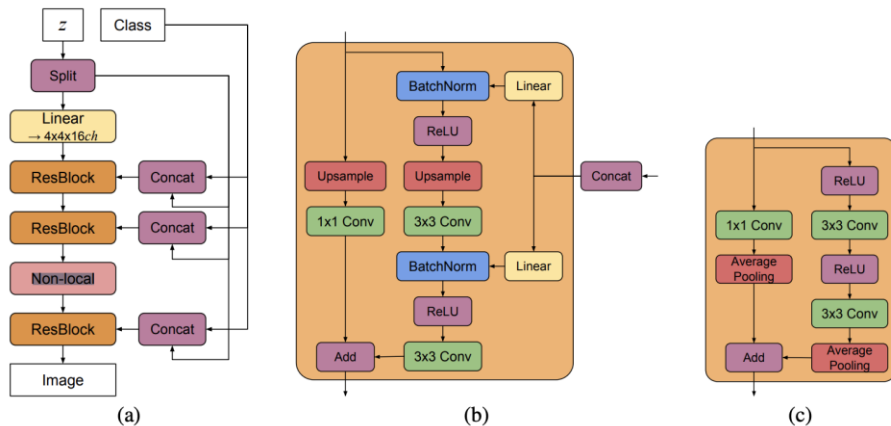 z
Class
Split
Linear
→ 4x4x16ch
ResBlock
Concat
ResBlock
Concat
Non-local
ResBlock
Concat
Image
(a)
BatchNorm
Linear
ReLU
Upsample
Upsample
Concat
1x1 Conv
3x3 Conv
BatchNorm
Linear
ReLU
Add
3x3 Conv
(b)
ReLU
1x1 Conv
3x3 Conv
Average
Pooling
ReLU
3x3 Conv
Add
Average
Pooling
(c)